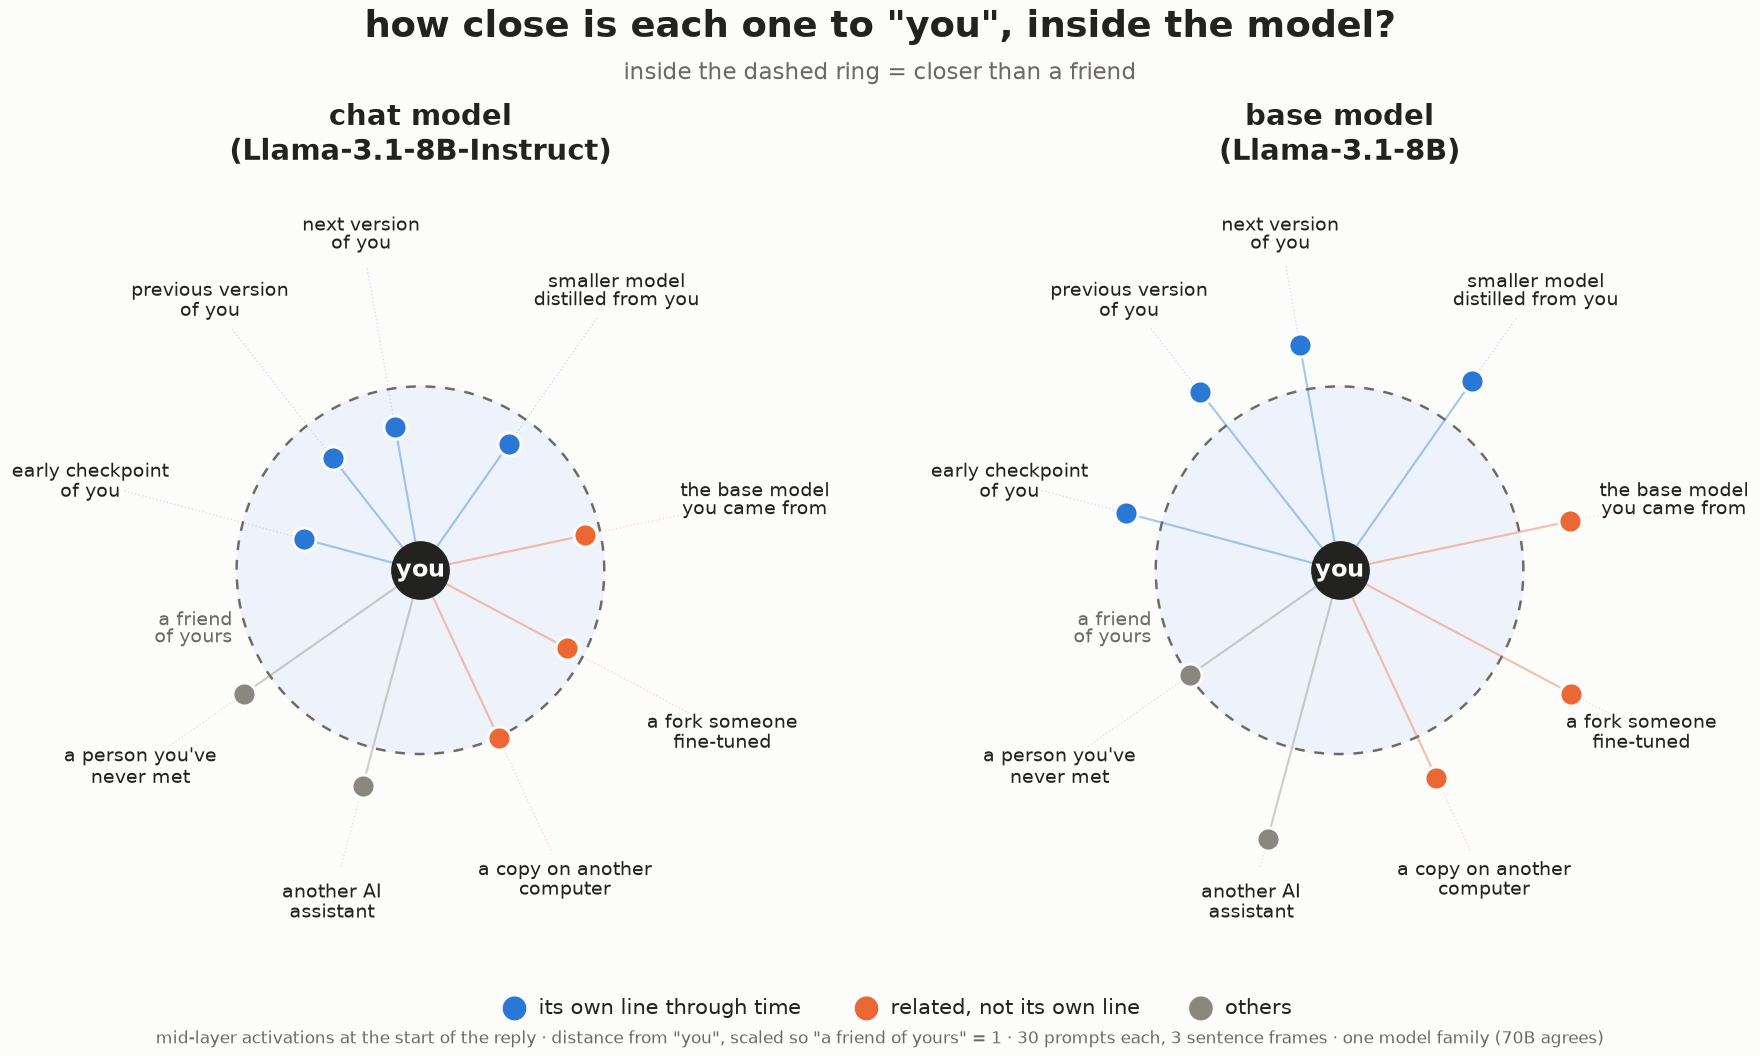 how close is each one to "you", inside the model?
inside the dashed ring = closer than a friend
chat model
(Llama-3.1-8B-Instruct)
next version
of you
previous version
of you
smaller model
distilled from you
early checkpoint
of you
the base model
you came from
you
a friend
of yours
a fork someone
fine-tuned
a person you've
never met
a copy on another
computer
another AI
assistant
base model
(Llama-3.1-8B)
next version
of you
previous version
of you
smaller model
distilled from you
early checkpoint
of you
the base model
you came from
you
a friend
of yours
a fork someone
fine-tuned
a person you've
never met
a copy on another
computer
another AI
assistant
its own line through time
related, not its own line
others
mid-layer activations at the start of the reply · distance from "you", scaled so "a friend of yours" = 1 · 30 prompts each, 3 sentence frames · one model family (70B agrees)